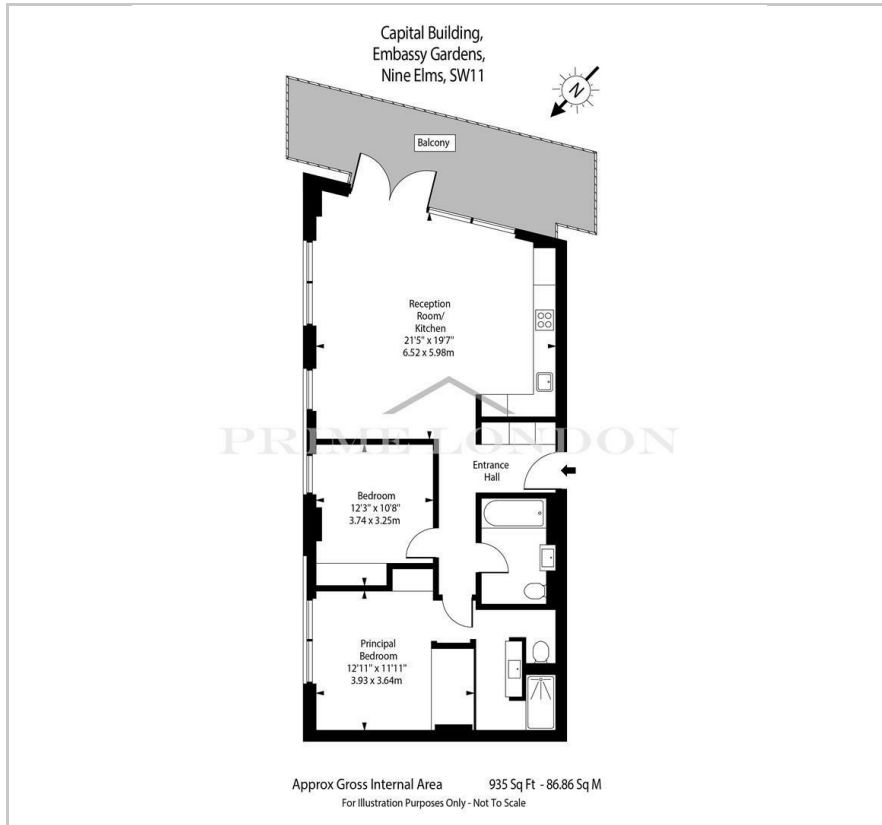 Capital Building,
Embassy Gardens,
Nine Elms, SW11
N
Balcony
Reception
Room/
Kitchen
21'5" x 19'7"
6.52 x 5.98m
PRIME LONDON
Entrance
Hall
Bedroom
12'3" x 10'8"
3.74 x 3.25m
Principal
Bedroom
12'11" x 11'11"
3.93 x 3.64m
Approx Gross Internal Area 935 Sq Ft - 86.86 Sq M
For Illustration Purposes Only - Not To Scale